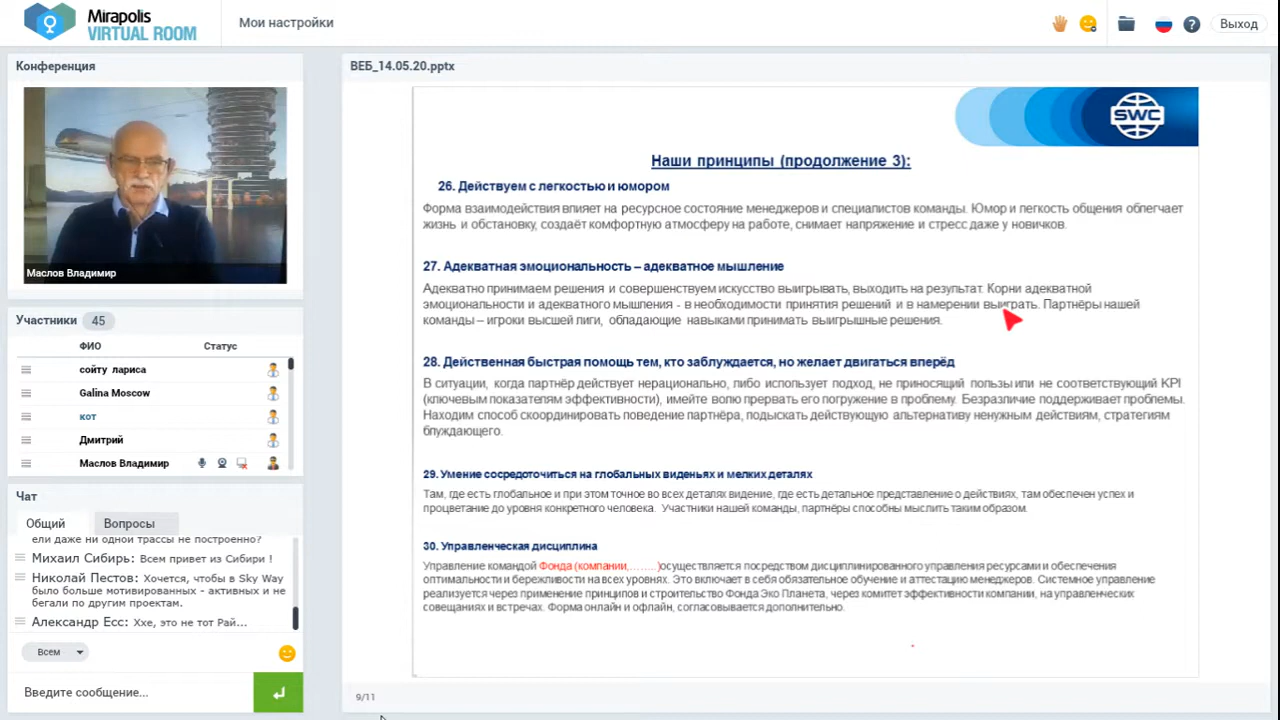 Mirapolis
VIRTUAL ROOM
Мои настройки
?
Выход
Конференция
Маслов Владимир
Участники 45
ФИО Статус
сойту лариса
Galina Moscow
кот
Дмитрий
Маслов Владимир
Чат
Общий Вопросы
ели даже ни одной трассы не построенно?
Михаил Сибирь: Всем привет из Сибири !
Николай Пестов: Хочется, чтобы в Sky Way
было больше мотивированных - активных и не
бегали по другим проектам.
Александр Есс: Ххе, это не тот Рай...
Всем
Введите сообщение...
ВЕБ_14.05.20.pptx
SWC
Наши принципы (продолжение 3):
26. Действуем с легкостью и юмором
Форма взаимодействия влияет на ресурсное состояние менеджеров и специалистов команды. Юмор и легкость общения облегчает
жизнь и обстановку, создаёт комфортную атмосферу на работе, снимает напряжение и стресс даже у новичков.
27. Адекватная эмоциональность – адекватное мышление
Адекватно принимаем решения и совершенствуем искусство выигрывать, выходить на результат. Корни адекватной
эмоциональности и адекватного мышления - в необходимости принятия решений и в намерении выиграть. Партнёры нашей
команды – игроки высшей лиги, обладающие навыками принимать выигрышные решения.
28. Действенная быстрая помощь тем, кто заблуждается, но желает двигаться вперёд
В ситуации, когда партнёр действует нерационально, либо использует подход, не приносящий пользы или не соответствующий KPI
(ключевым показателям эффективности), имейте волю прервать его погружение в проблему. Безразличие поддерживает проблемы.
Находим способ скоординировать поведение партнёра, подыскать действующую альтернативу ненужным действиям, стратегиям
блуждающего.
29. Умение сосредоточиться на глобальных виденьях и мелких деталях
Там, где есть глобальное и при этом точное во всех деталях видение, где есть детальное представление о действиях, там обеспечен успех и
процветание до уровня конкретного человека. Участники нашей команды, партнёры способны мыслить таким образом.
30. Управленческая дисциплина
Управление командой Фонда (компании,........)осуществляется посредством дисциплинированного управления ресурсами и обеспечения
оптимальности и бережливости на всех уровнях. Это включает в себя обязательное обучение и аттестацию менеджеров. Системное управление
реализуется через применение принципов и строительство Фонда Эко Планета, через комитет эффективности компании, на управленческих
совещаниях и встречах. Форма онлайн и офлайн, согласовывается дополнительно.
9/11